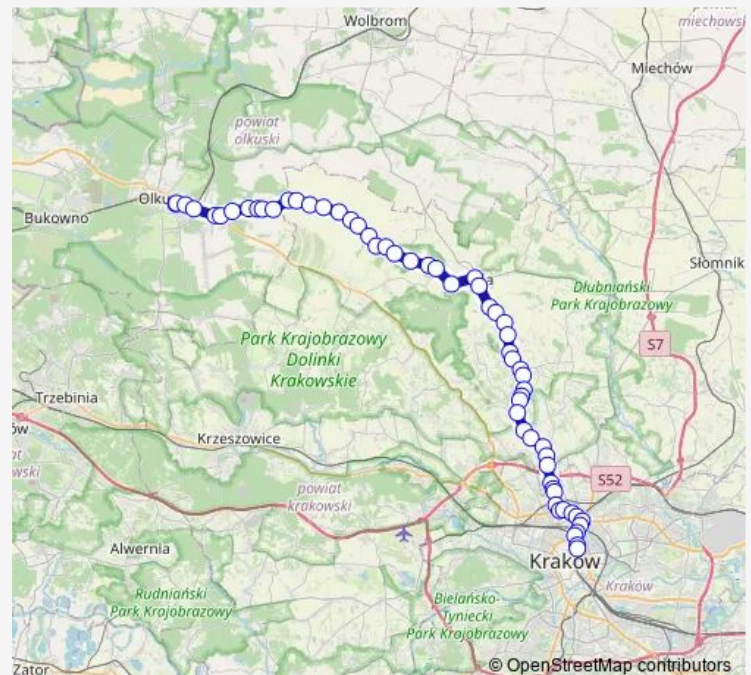 Wolbrom
powiat
miechowski
Miechów
powiat
olkuski
Bukowno
Słomnik
Dłubniański
Park Krajobrazowy
S7
Park Krajobrazowy
Dolinki
Krakowskie
Trzebinia
Krzeszowice
S52
powiat
krakowski
Alwernia
Kraków
Kraków
Rudniański
Park Krajobrazowy
Bielańsko-
Tyniecki
Park Krajobrazowy
Zator
© OpenStreetMap contributors